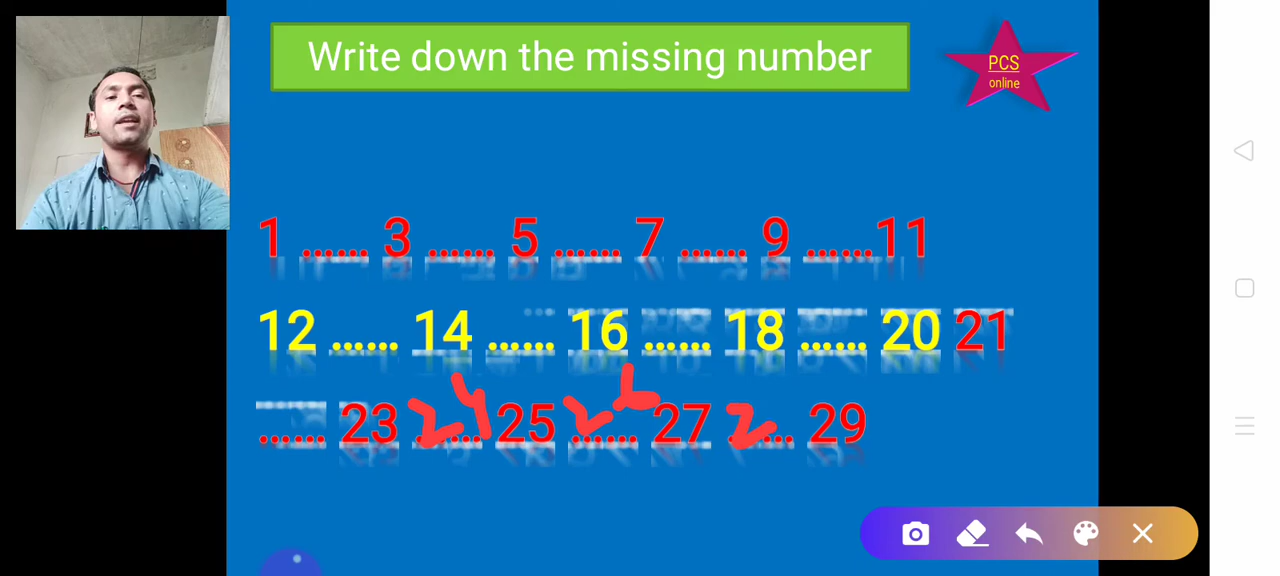 Write down the missing number
PCS
online
1 ...... 3 ...... 5 ...... 7 ...... 9 ......11
12 ...... 14 ...... 16 ...... 18 ...... 20 21
...... 23 24 25 26 27 2 29